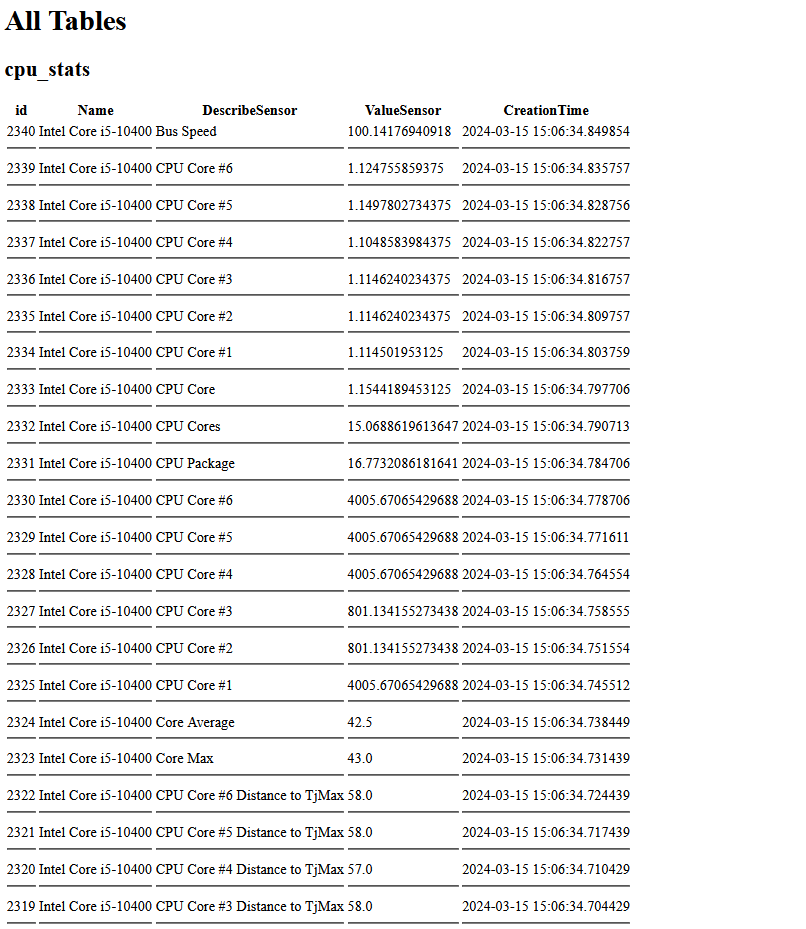 All Tables
cpu_stats
id Name DescribeSensor ValueSensor CreationTime
2340 Intel Core i5-10400 Bus Speed 100.14176940918 2024-03-15 15:06:34.849854
2339 Intel Core i5-10400 CPU Core #6 1.124755859375 2024-03-15 15:06:34.835757
2338 Intel Core i5-10400 CPU Core #5 1.1497802734375 2024-03-15 15:06:34.828756
2337 Intel Core i5-10400 CPU Core #4 1.1048583984375 2024-03-15 15:06:34.822757
2336 Intel Core i5-10400 CPU Core #3 1.1146240234375 2024-03-15 15:06:34.816757
2335 Intel Core i5-10400 CPU Core #2 1.1146240234375 2024-03-15 15:06:34.809757
2334 Intel Core i5-10400 CPU Core #1 1.114501953125 2024-03-15 15:06:34.803759
2333 Intel Core i5-10400 CPU Core 1.1544189453125 2024-03-15 15:06:34.797706
2332 Intel Core i5-10400 CPU Cores 15.0688619613647 2024-03-15 15:06:34.790713
2331 Intel Core i5-10400 CPU Package 16.7732086181641 2024-03-15 15:06:34.784706
2330 Intel Core i5-10400 CPU Core #6 4005.67065429688 2024-03-15 15:06:34.778706
2329 Intel Core i5-10400 CPU Core #5 4005.67065429688 2024-03-15 15:06:34.771611
2328 Intel Core i5-10400 CPU Core #4 4005.67065429688 2024-03-15 15:06:34.764554
2327 Intel Core i5-10400 CPU Core #3 801.134155273438 2024-03-15 15:06:34.758555
2326 Intel Core i5-10400 CPU Core #2 801.134155273438 2024-03-15 15:06:34.751554
2325 Intel Core i5-10400 CPU Core #1 4005.67065429688 2024-03-15 15:06:34.745512
2324 Intel Core i5-10400 Core Average 42.5 2024-03-15 15:06:34.738449
2323 Intel Core i5-10400 Core Max 43.0 2024-03-15 15:06:34.731439
2322 Intel Core i5-10400 CPU Core #6 Distance to TjMax 58.0 2024-03-15 15:06:34.724439
2321 Intel Core i5-10400 CPU Core #5 Distance to TjMax 58.0 2024-03-15 15:06:34.717439
2320 Intel Core i5-10400 CPU Core #4 Distance to TjMax 57.0 2024-03-15 15:06:34.710429
2319 Intel Core i5-10400 CPU Core #3 Distance to TjMax 58.0 2024-03-15 15:06:34.704429